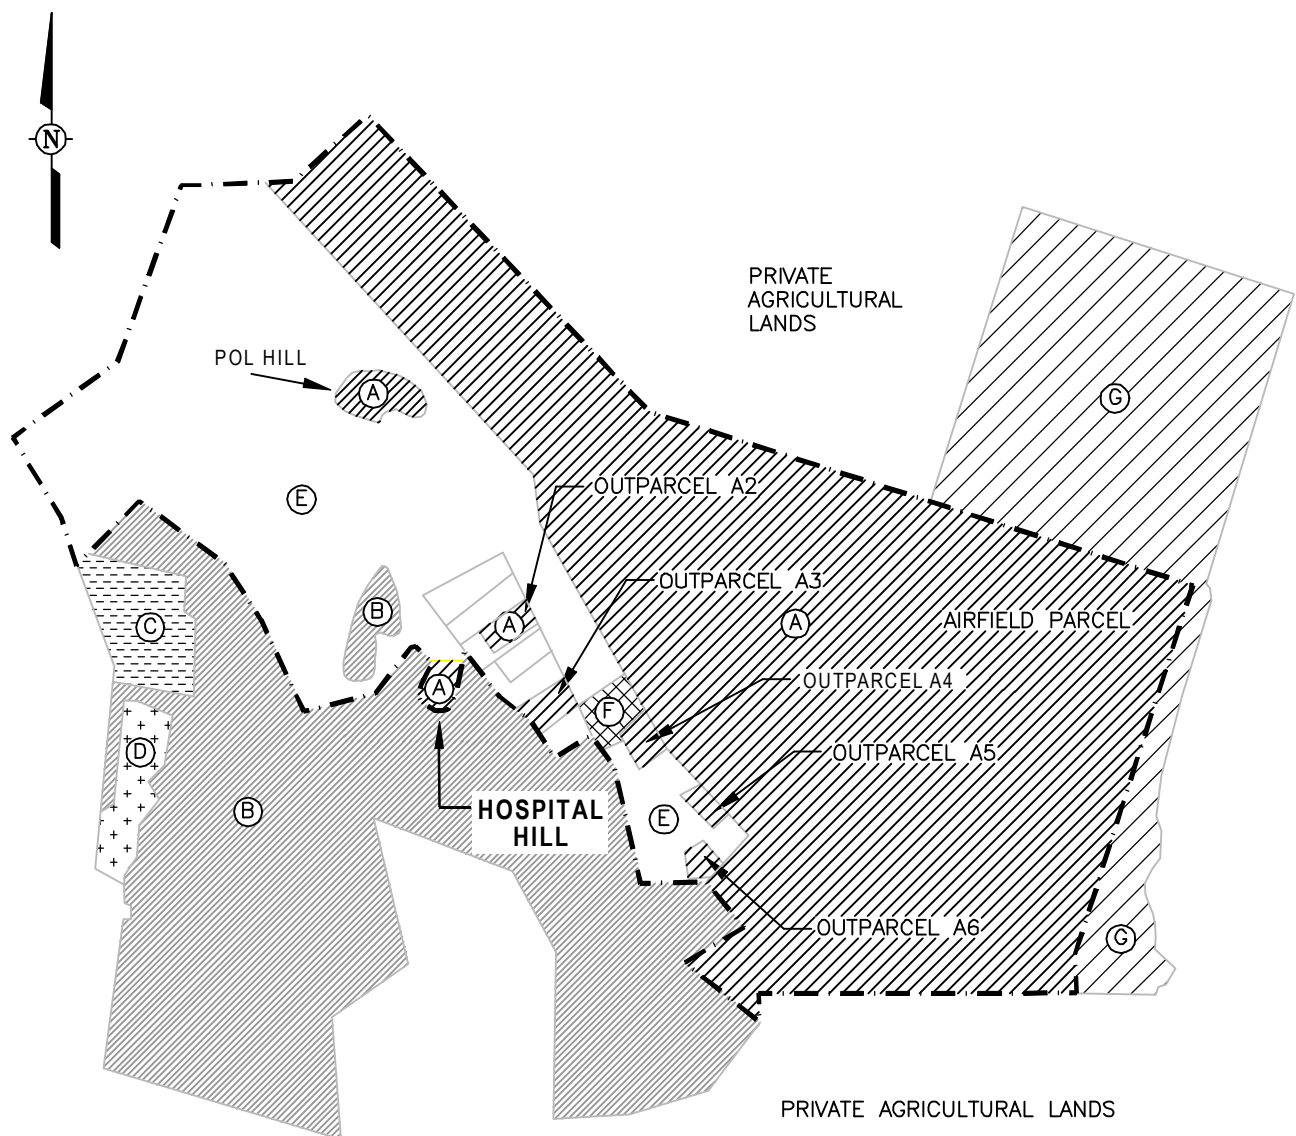 N
PRIVATE
AGRICULTURAL
LANDS
POL HILL
A
G
OUTPARCEL A2
E
OUTPARCEL A3
B
A
A
AIRFIELD PARCEL
C
OUTPARCEL A4
A
F
D
OUTPARCEL A5
B
HOSPITAL
HILL
E
OUTPARCEL A6
G
PRIVATE AGRICULTURAL LANDS